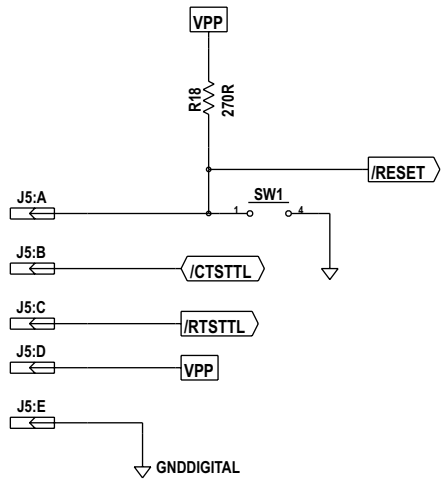 VPP
R18
270R
/RESET
J5:A
SW1
1
4
J5:B
/CTSTTL
J5:C
/RTSTTL
J5:D
VPP
J5:E
GNDDIGITAL